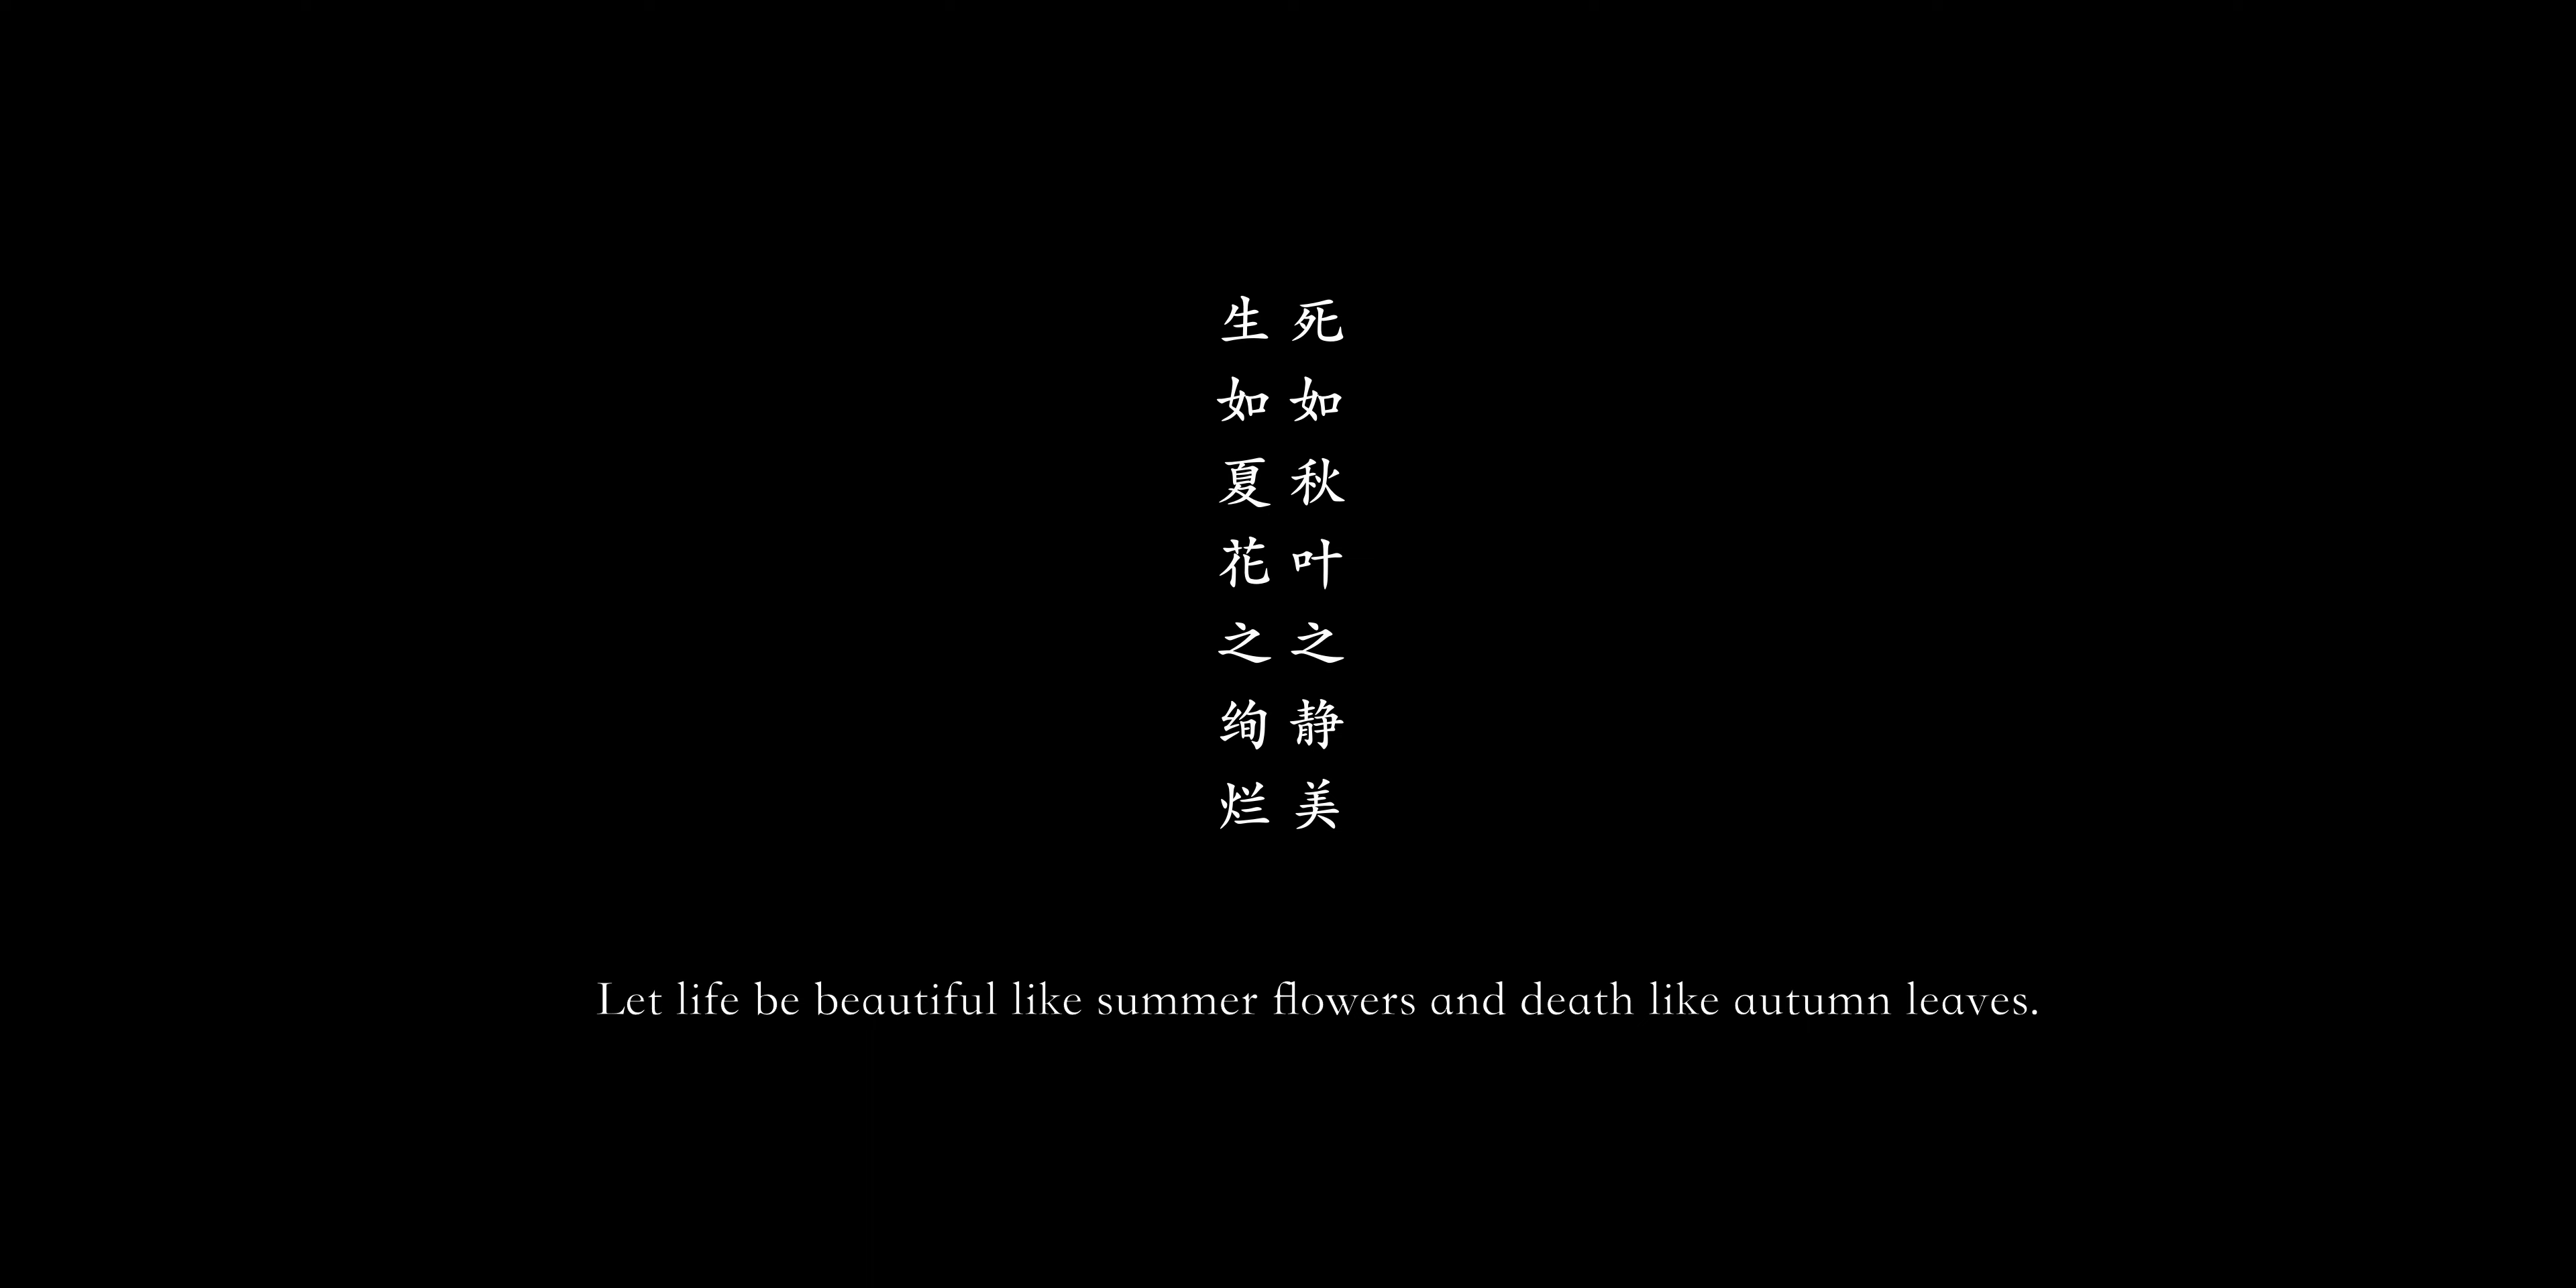 生如夏花之绚烂
死如秋叶之静美
Let life be beautiful like summer flowers and death like autumn leaves.